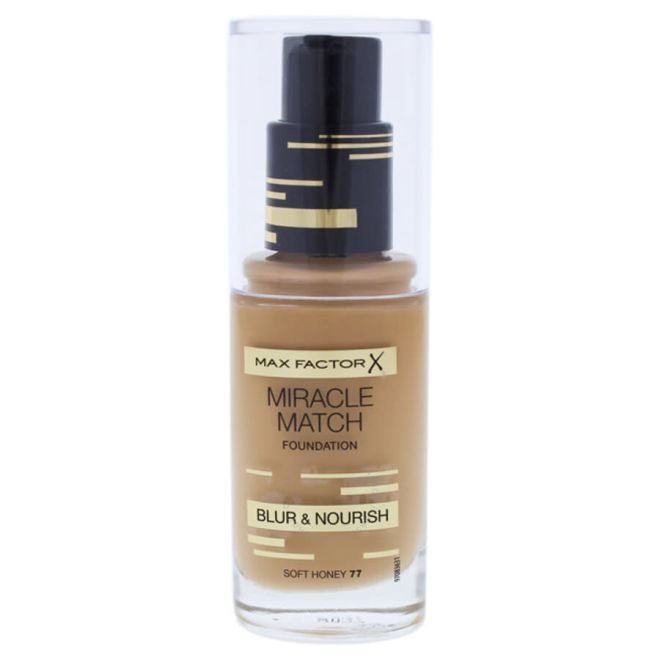 MAX FACTOR X
MIRACLE
MATCH
FOUNDATION
BLUR & NOURISH
SOFT HONEY 77